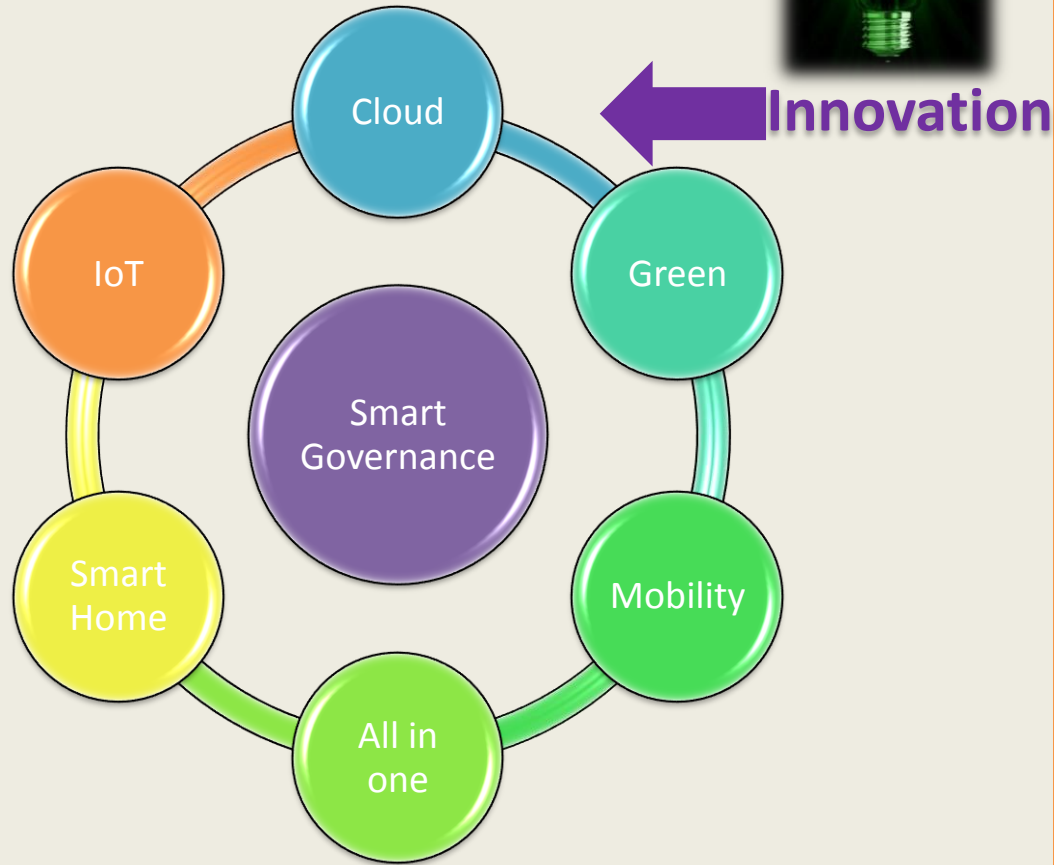 Cloud
Innovation
IoT
Green
Smart
Governance
Smart
Home
Mobility
All in
one